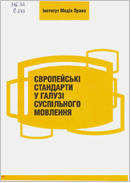 Інститут Медіа Права
ЄВРОПЕЙСЬКІ
СТАНДАРТИ
У ГАЛУЗІ
СУСПІЛЬНОГО
МОВЛЕННЯ